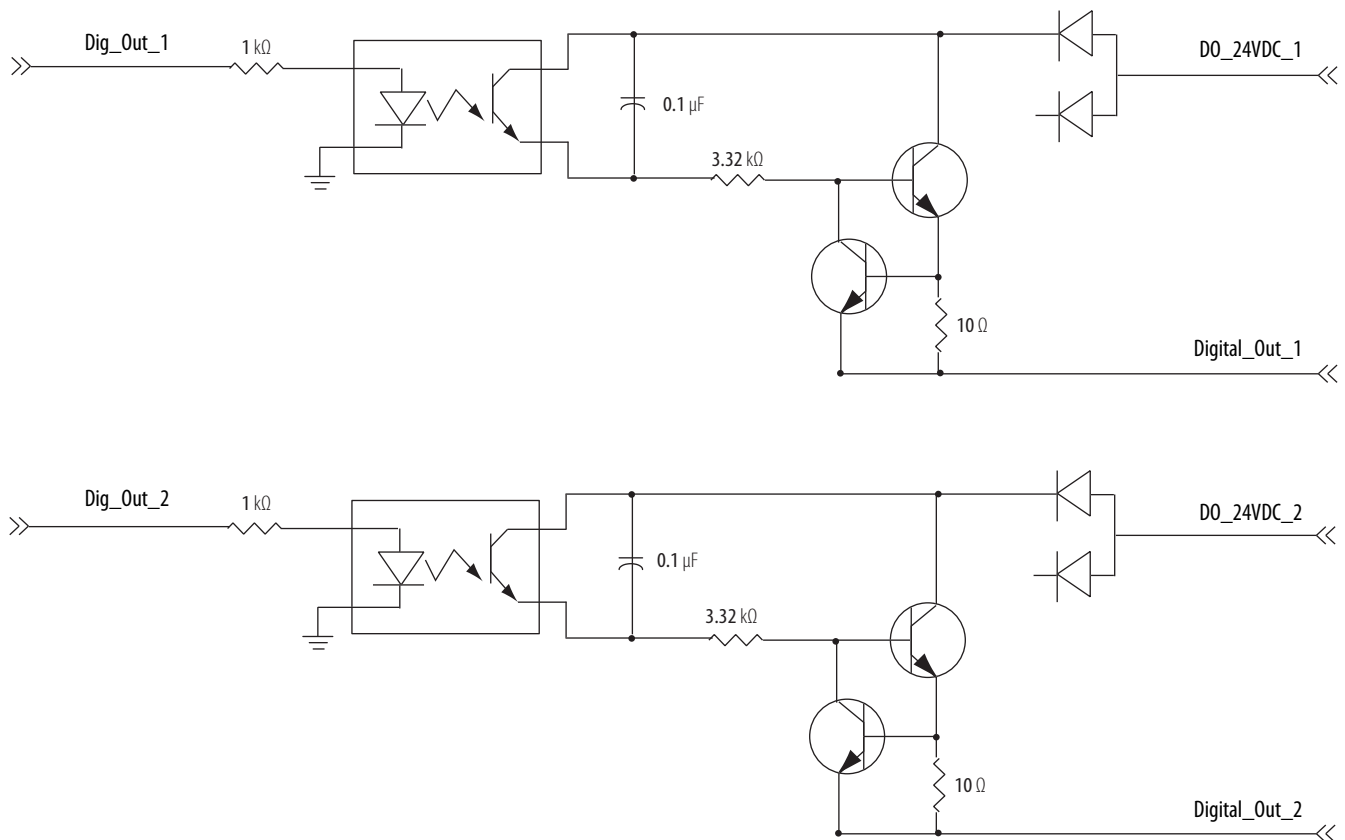 Dig_Out_1
1 kΩ
DO_24VDC_1
0.1 µF
3.32 kΩ
10 Ω
Digital_Out_1
Dig_Out_2
1 kΩ
DO_24VDC_2
0.1 µF
3.32 kΩ
10 Ω
Digital_Out_2